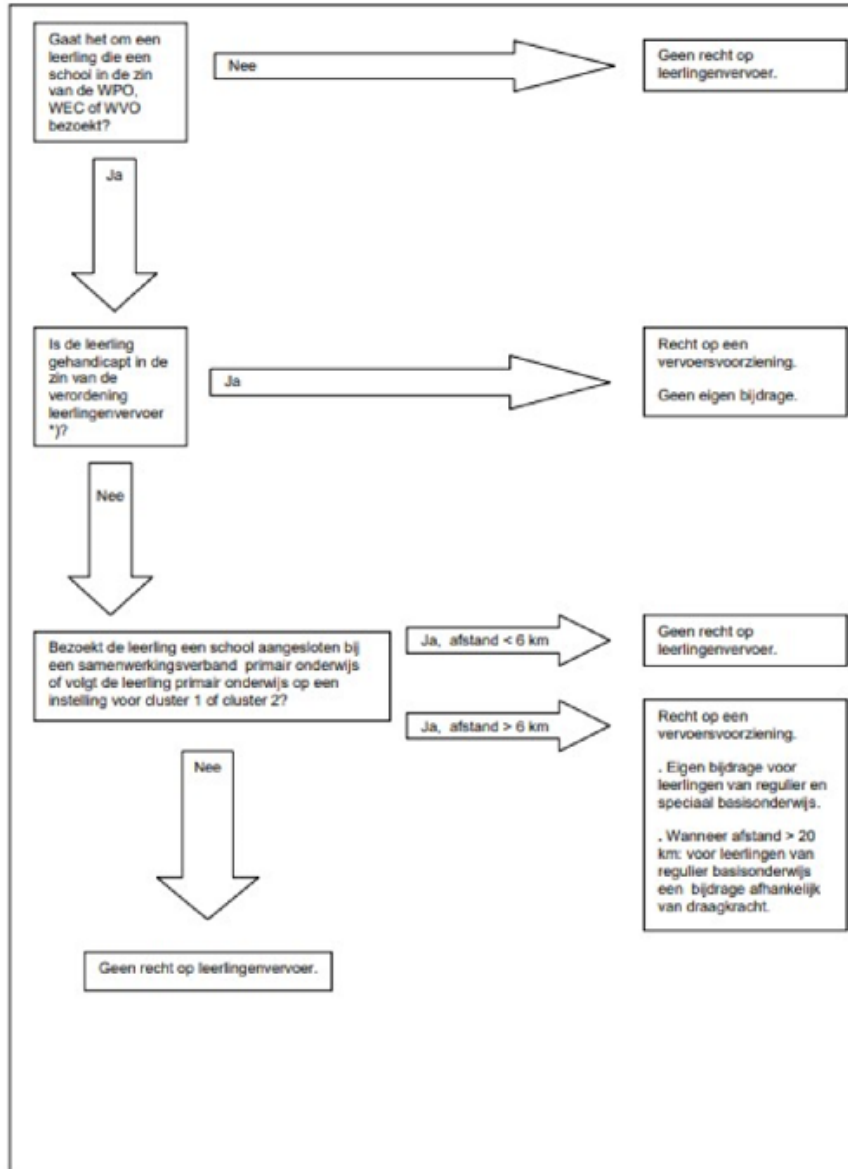 Gaat het om een
leerling die een
school in de zin
van de WPO,
WEC of WVO
bezoekt?
Nee
Geen recht op
leerlingenvervoer.
Ja
Is de leerling
gehandicapt in de
zin van de
verordening
leerlingenvervoer
*)?
Ja
Recht op een
vervoersvoorziening.
Geen eigen bijdrage.
Nee
Bezoekt de leerling een school aangesloten bij
een samenwerkingsverband primair onderwijs
of volgt de leerling primair onderwijs op een
instelling voor cluster 1 of cluster 2?
Ja, afstand < 6 km
Geen recht op
leerlingenvervoer.
Ja, afstand > 6 km
Recht op een
vervoersvoorziening.
. Eigen bijdrage voor
leerlingen van regulier en
speciaal basisonderwijs.
. Wanneer afstand > 20
km: voor leerlingen van
regulier basisonderwijs
een bijdrage afhankelijk
van draagkracht.
Nee
Geen recht op leerlingenvervoer.